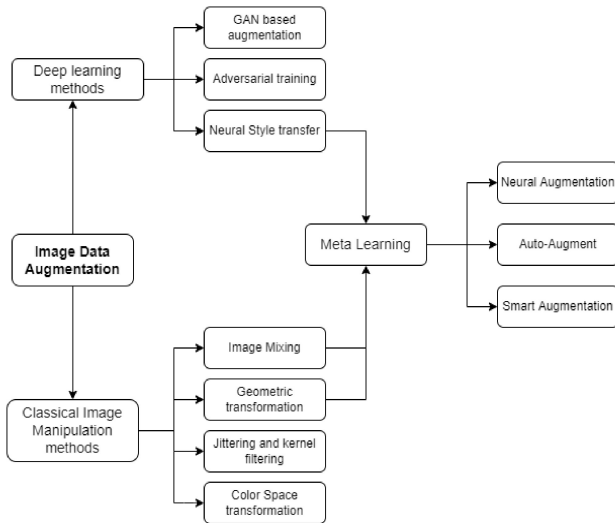 GAN based
augmentation
Deep learning
methods
Adversarial training
Neural Style transfer
Neural Augmentation
Image Data
Augmentation
Meta Learning
Auto-Augment
Smart Augmentation
Image Mixing
Classical Image
Manipulation
methods
Geometric
transformation
Jittering and kernel
filtering
Color Space
transformation